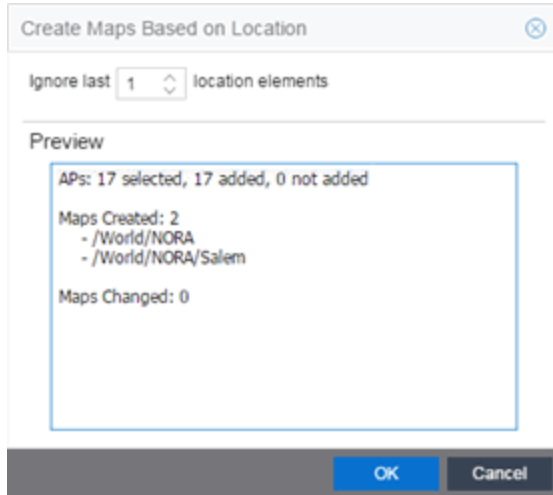 Create Maps Based on Location
Ignore last 1 location elements
Preview
APs: 17 selected, 17 added, 0 not added
Maps Created: 2
- /World/NORA
- /World/NORA/Salem
Maps Changed: 0
OK Cancel